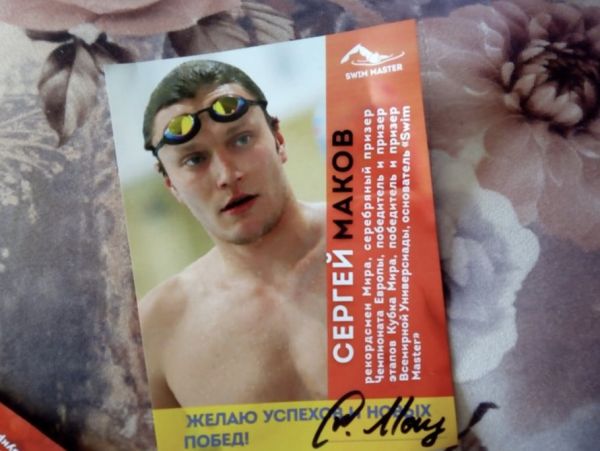 SWIM MASTER
СЕРГЕЙ МАКОВ
рекордсмен Мира, серебряный призер
Чемпионата Европы, победитель и призер
этапов Кубка Мира, победитель и призер
Всемирной Универсиады, основатель «Swim
Master»
ЖЕЛАЮ УСПЕХОВ И НОВЫХ
ПОБЕД!